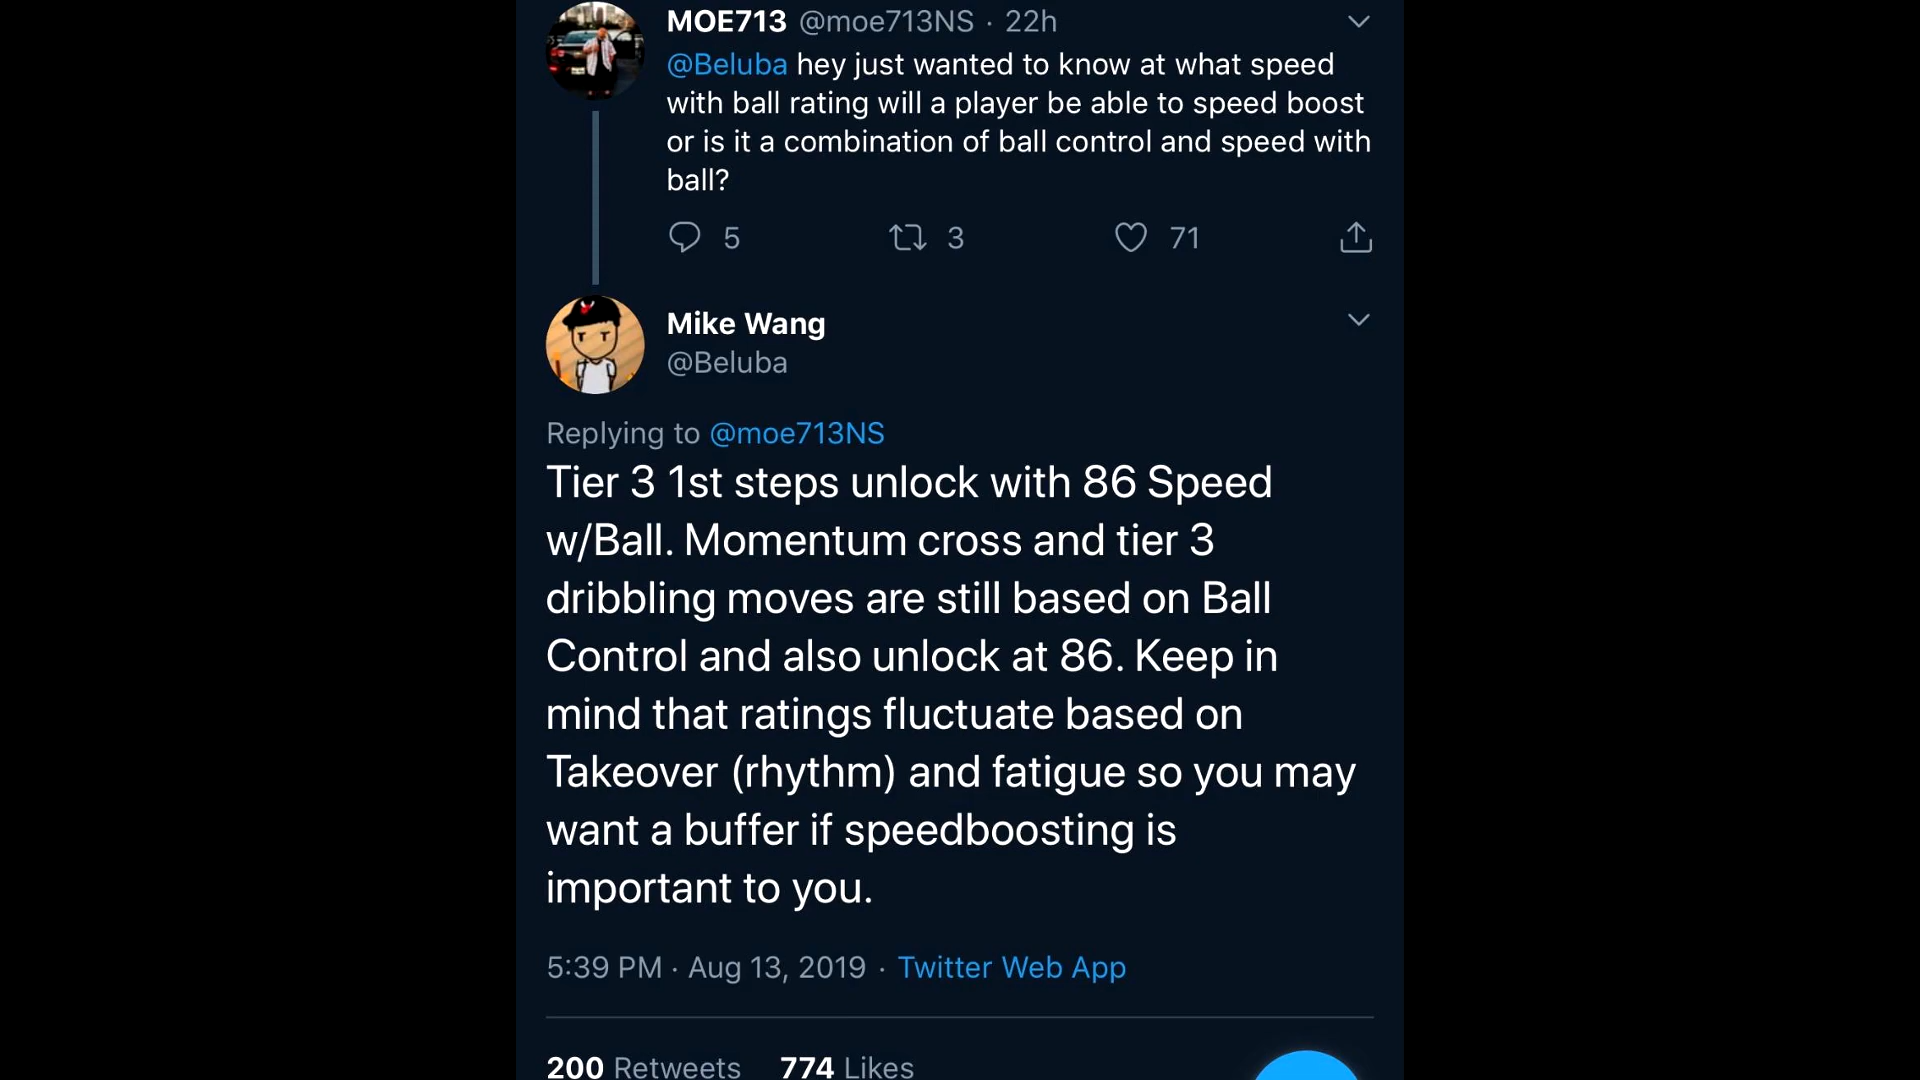 MOE713 @moe713NS · 22h
@Beluba hey just wanted to know at what speed
with ball rating will a player be able to speed boost
or is it a combination of ball control and speed with
ball?
5 3 71
Mike Wang
@Beluba
Replying to @moe713NS
Tier 3 1st steps unlock with 86 Speed
w/Ball. Momentum cross and tier 3
dribbling moves are still based on Ball
Control and also unlock at 86. Keep in
mind that ratings fluctuate based on
Takeover (rhythm) and fatigue so you may
want a buffer if speedboosting is
important to you.
5:39 PM · Aug 13, 2019 · Twitter Web App
200 Retweets 774 Likes